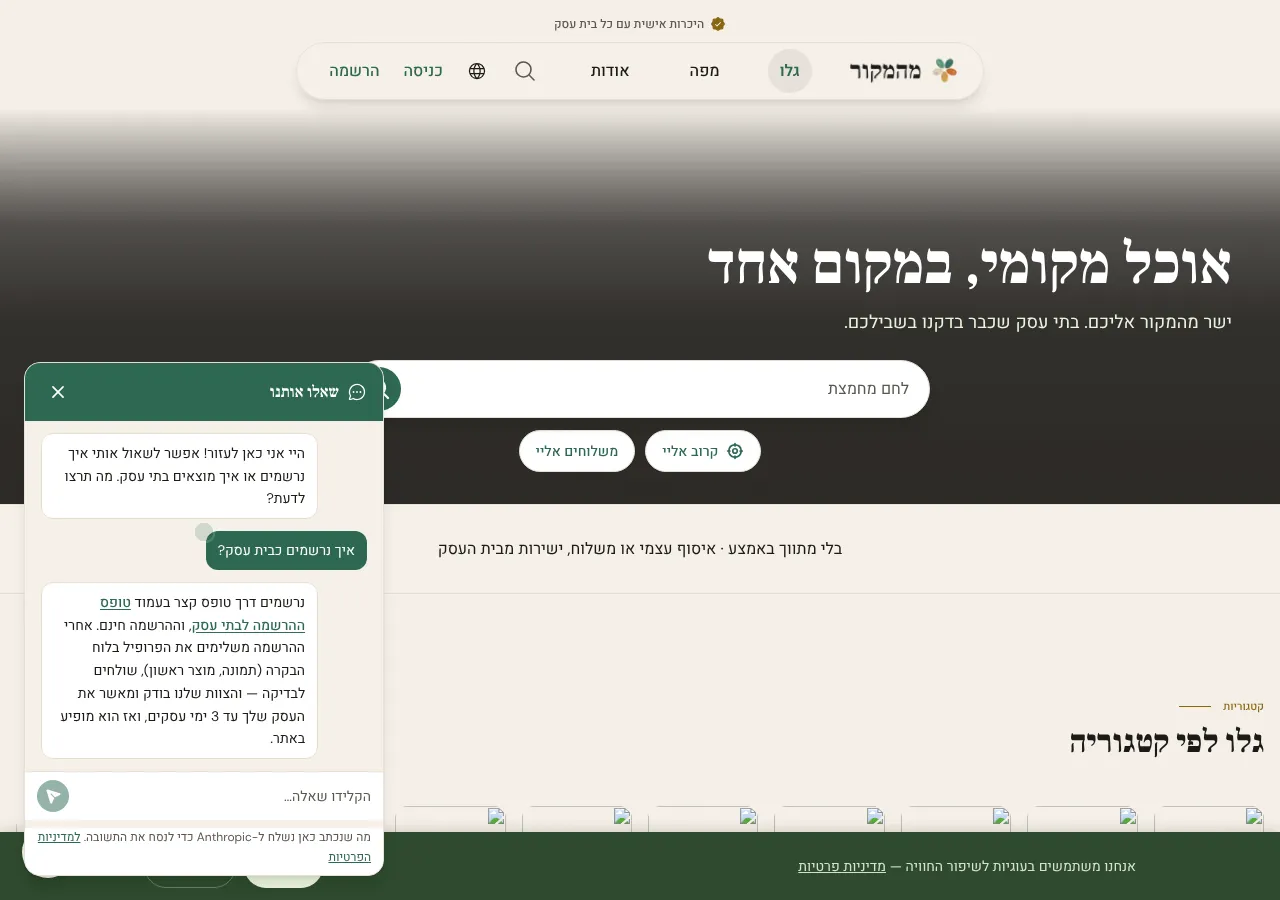 היכרות אישית עם כל בית עסק
מהמקור
גלו
מפה
אודות
כניסה
הרשמה
אוכל מקומי, במקום אחד
ישר מהמקור אליכם. בתי עסק שכבר בדקנו בשבילכם.
לחם מחמצת
קרוב אליי
משלוחים אליי
בלי מתווך באמצע · איסוף עצמי או משלוח, ישירות מבית העסק
קטגוריות
גלו לפי קטגוריה
שאלו אותנו
היי אני כאן לעזור! אפשר לשאול אותי איך
נרשמים או איך מוצאים בתי עסק. מה תרצו
לדעת?
איך נרשמים כבית עסק?
נרשמים דרך טופס קצר בעמוד טופס
ההרשמה לבתי עסק, וההרשמה חינם. אחרי
ההרשמה משלימים את הפרופיל בלוח
הבקרה (תמונה, מוצר ראשון), שולחים
לבדיקה — והצוות שלנו בודק ומאשר את
העסק שלך עד 3 ימי עסקים, ואז הוא מופיע
באתר.
הקלידו שאלה...
מה שנכתב כאן נשלח ל-Anthropic כדי לנסח את התשובה. למדיניות
הפרטיות
אנחנו משתמשים בעוגיות לשיפור החוויה — מדיניות פרטיות